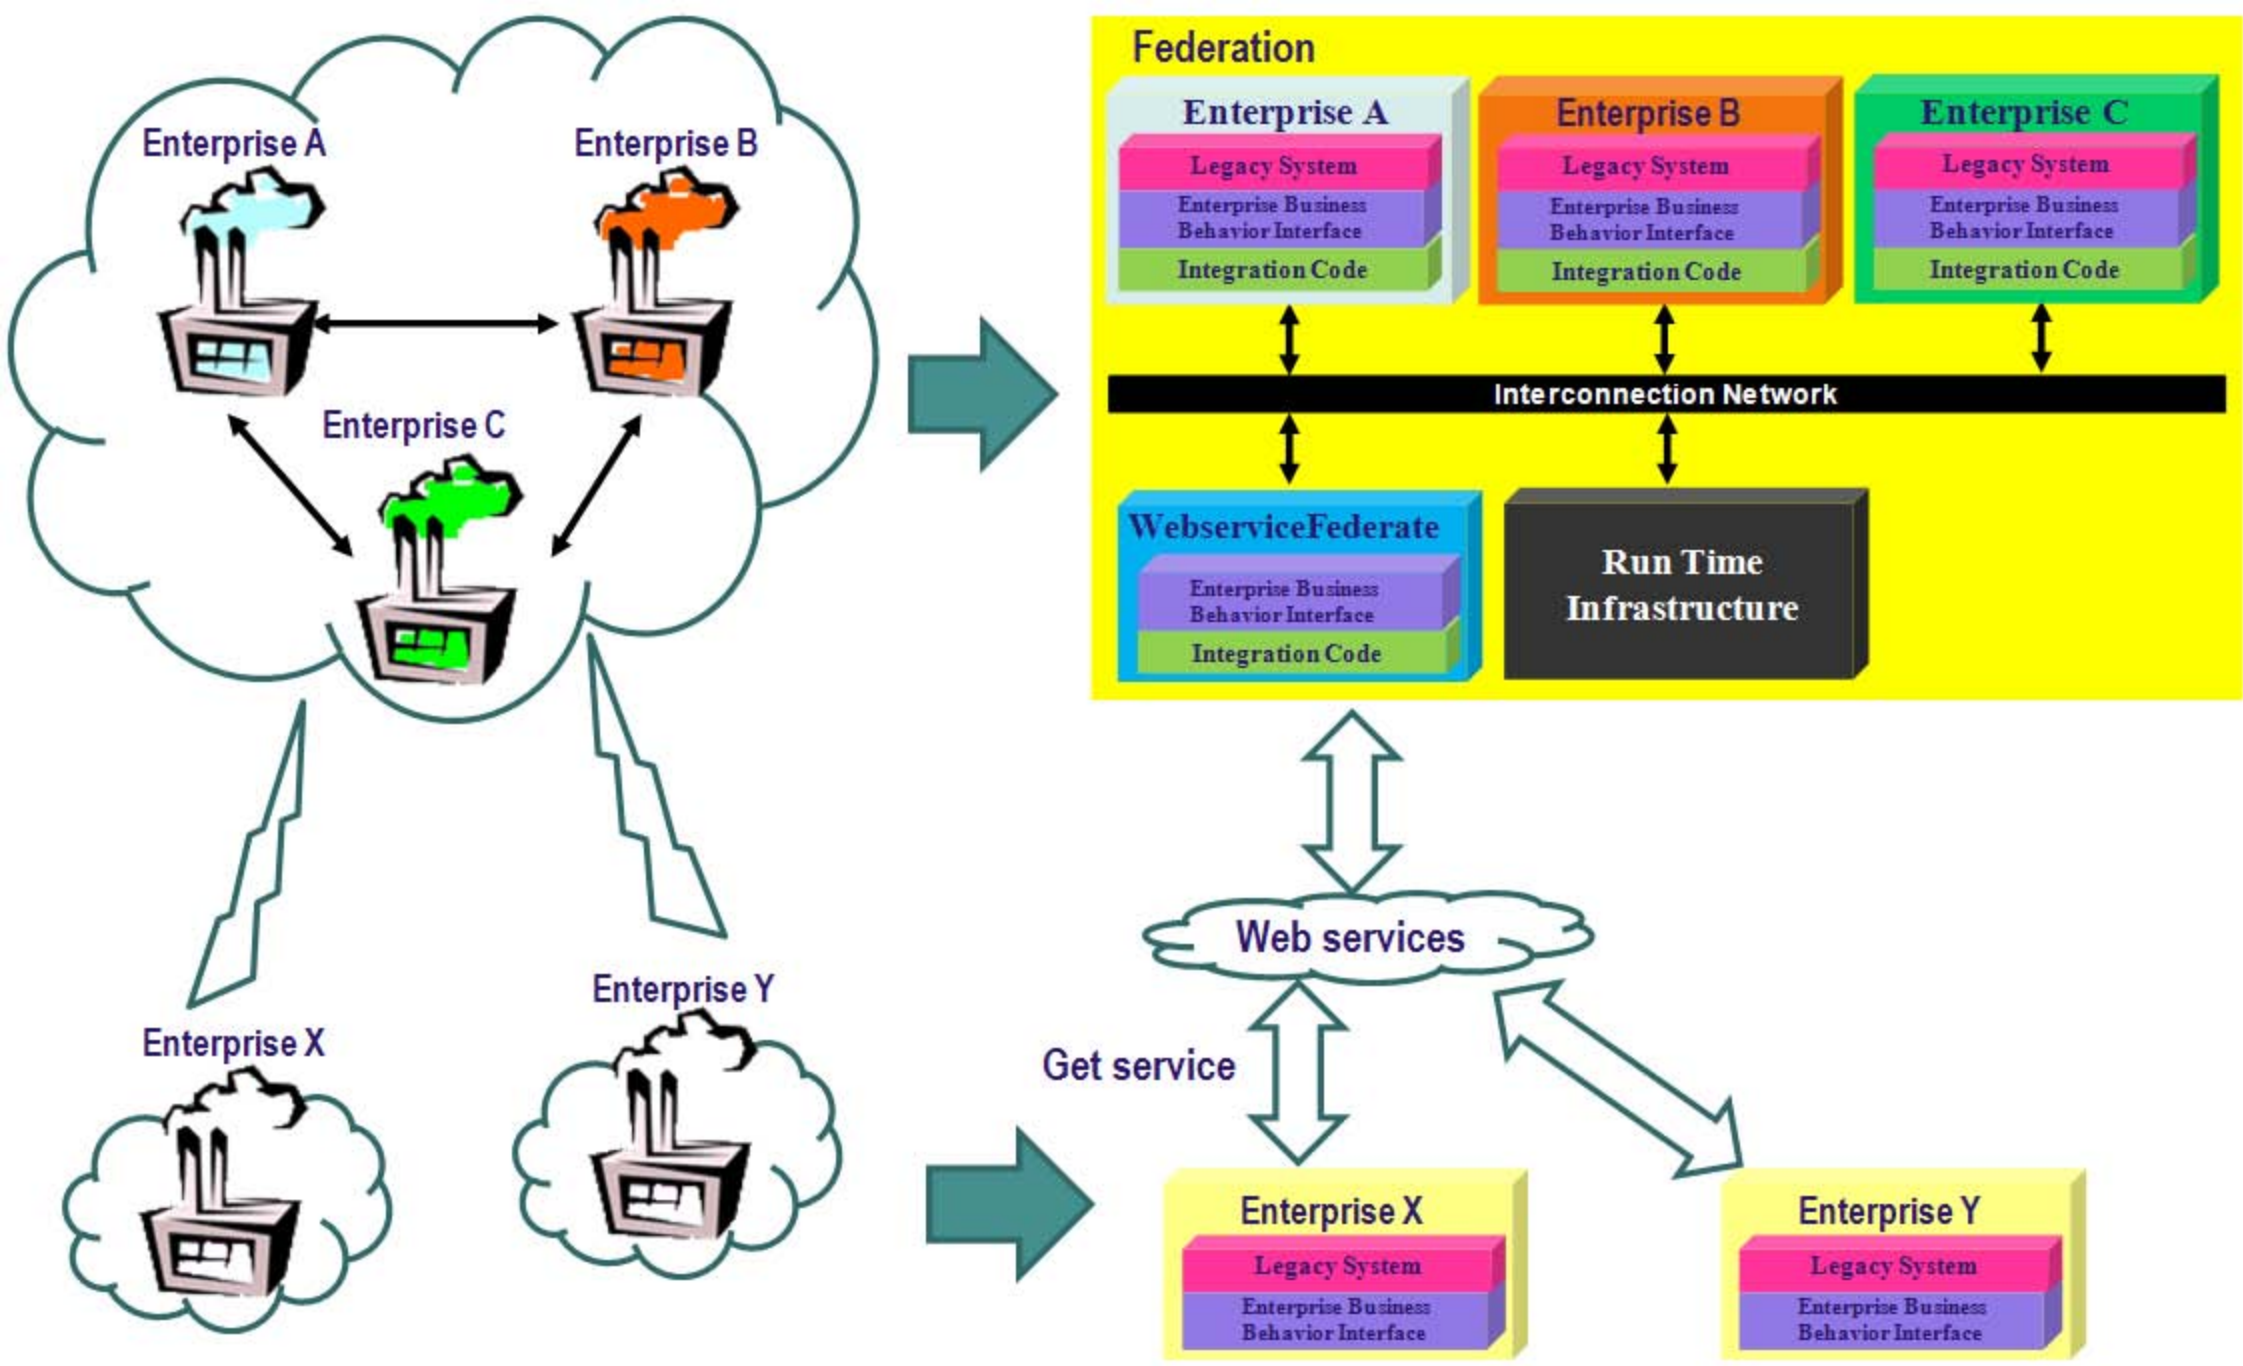 Enterprise A
Enterprise B
Enterprise C
Enterprise X
Enterprise Y
Federation
Enterprise A
Legacy System
Enterprise Business
Behavior Interface
Integration Code
Enterprise B
Legacy System
Enterprise Business
Behavior Interface
Integration Code
Enterprise C
Legacy System
Enterprise Business
Behavior Interface
Integration Code
Interconnection Network
WebserviceFederate
Enterprise Business
Behavior Interface
Integration Code
Run Time
Infrastructure
Web services
Get service
Enterprise X
Legacy System
Enterprise Business
Behavior Interface
Enterprise Y
Legacy System
Enterprise Business
Behavior Interface